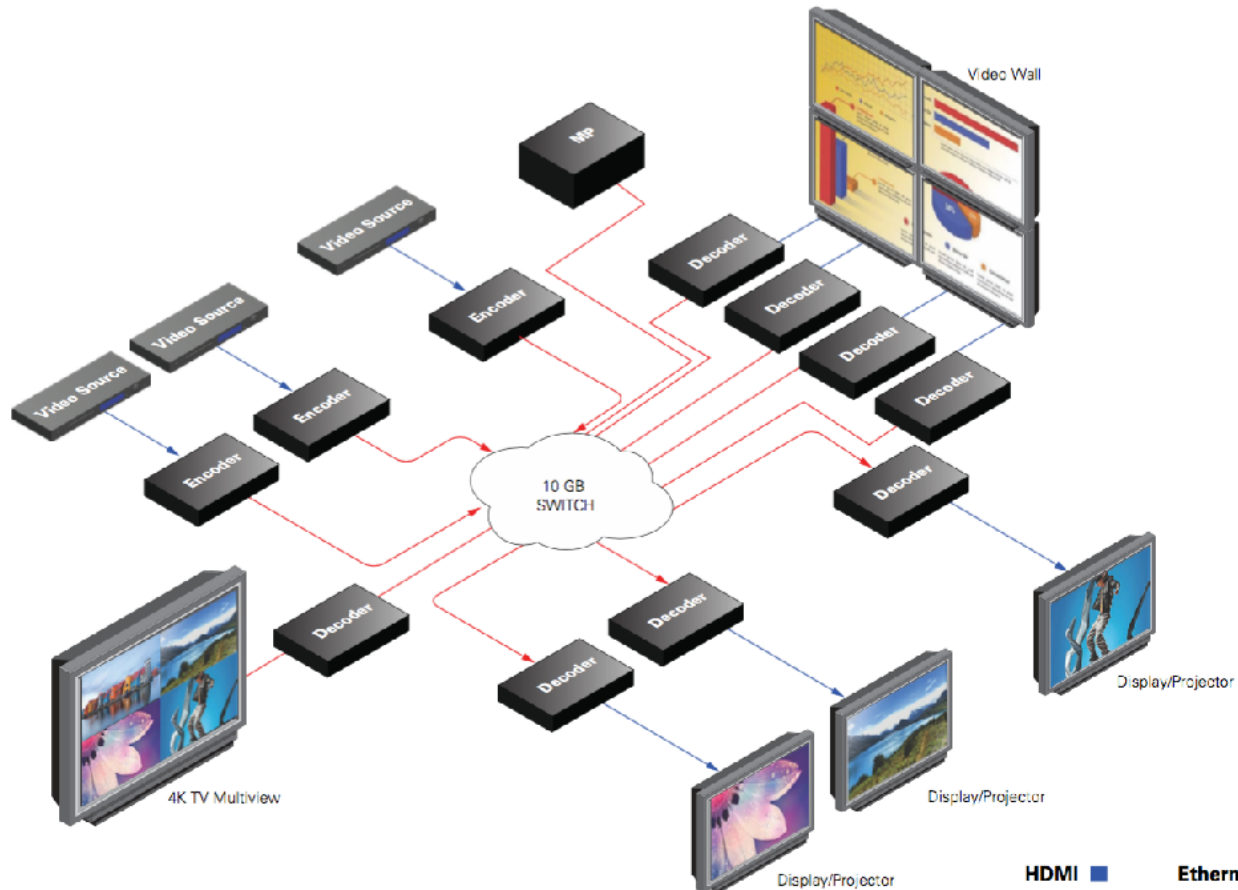 Video Wall
MP
Video Source
Decoder
Encoder
Decoder
Video Source
Decoder
Video Source
Encoder
Decoder
Encoder
10 GB
SWITCH
Decoder
Decoder
Decoder
Decoder
Display/Projector
4K TV Multiview
Display/Projector
Display/Projector
HDMI
Ethern